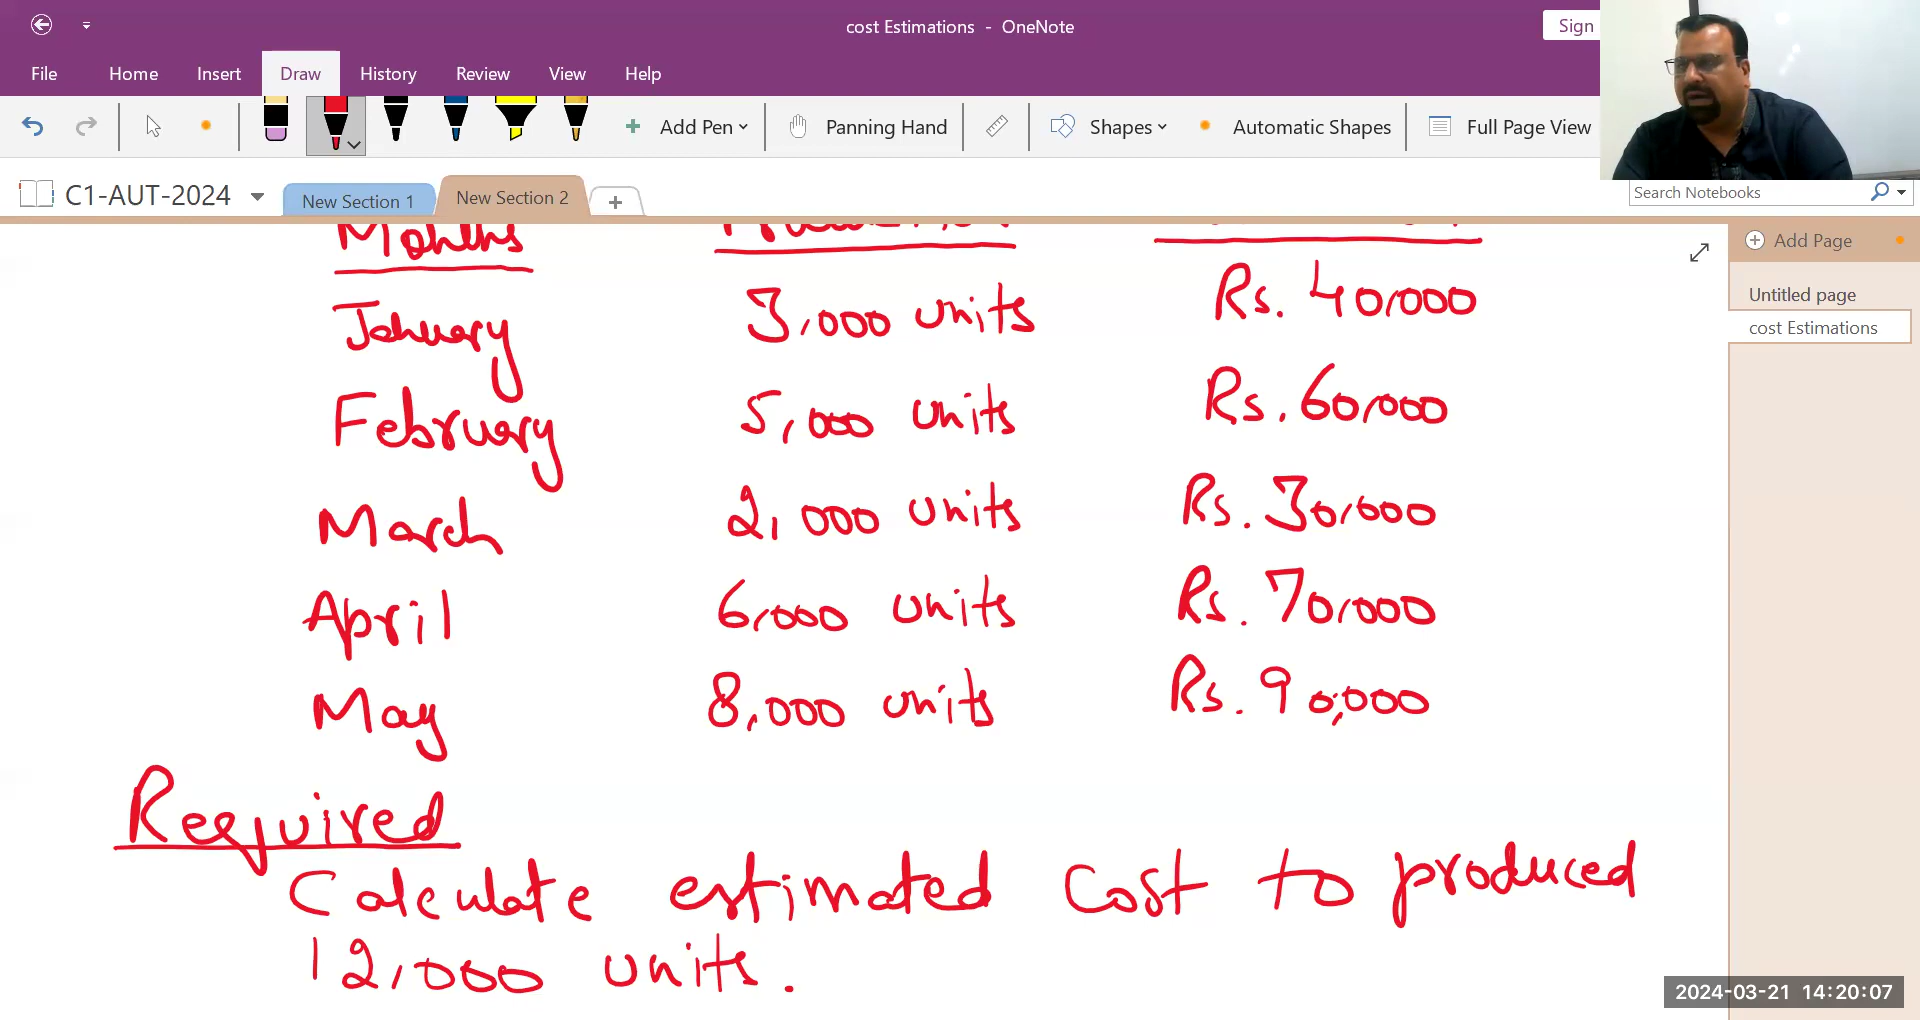 cost Estimations - OneNote
Sign
File Home Insert Draw History Review View Help
Add Pen Panning Hand Shapes Automatic Shapes Full Page View
C1-AUT-2024 New Section 1 New Section 2
Search Notebooks
Add Page
Untitled page
cost Estimations
Months
January 3,000 units Rs. 40,000
February 5,000 units Rs. 60,000
March 2,000 units Rs. 30,000
April 6,000 units Rs. 70,000
May 8,000 units Rs. 90,000
Required
Calculate estimated cost to produced
12,000 units.
2024-03-21 14:20:07